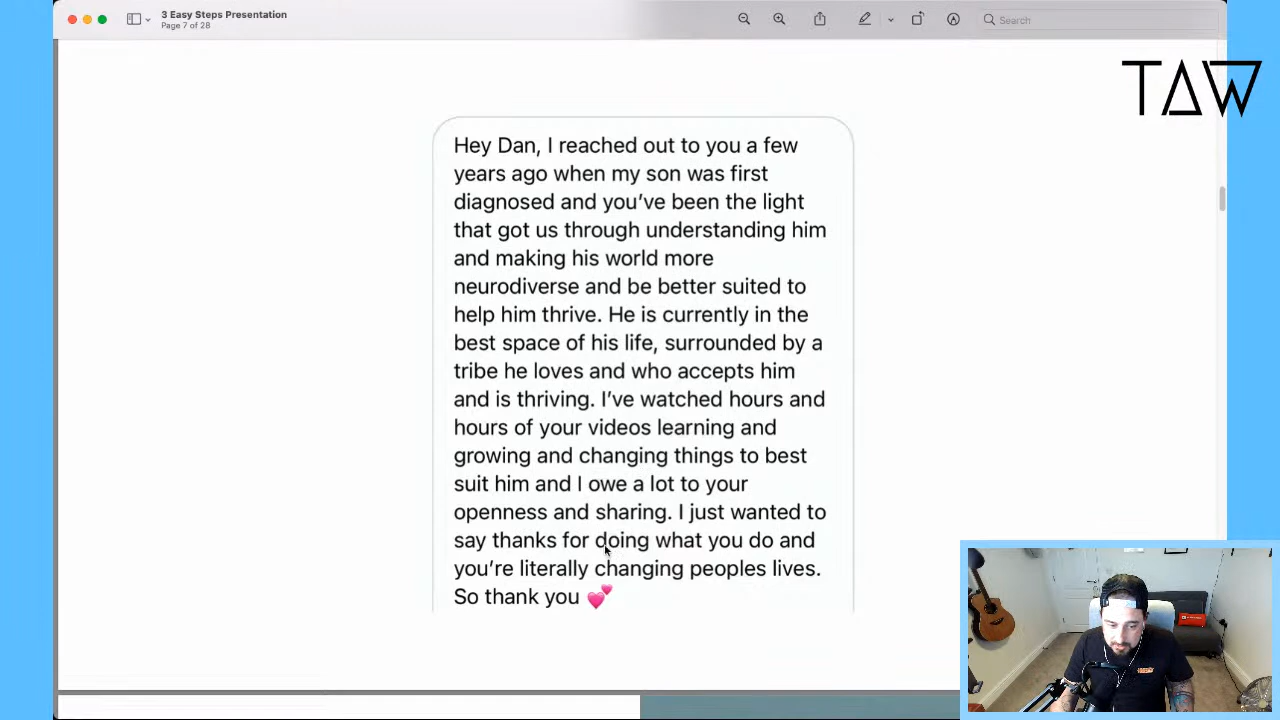 3 Easy Steps Presentation
Page 7 of 28
Search
TAW
Hey Dan, I reached out to you a few
years ago when my son was first
diagnosed and you’ve been the light
that got us through understanding him
and making his world more
neurodiverse and be better suited to
help him thrive. He is currently in the
best space of his life, surrounded by a
tribe he loves and who accepts him
and is thriving. I’ve watched hours and
hours of your videos learning and
growing and changing things to best
suit him and I owe a lot to your
openness and sharing. I just wanted to
say thanks for doing what you do and
you’re literally changing peoples lives.
So thank you 💕